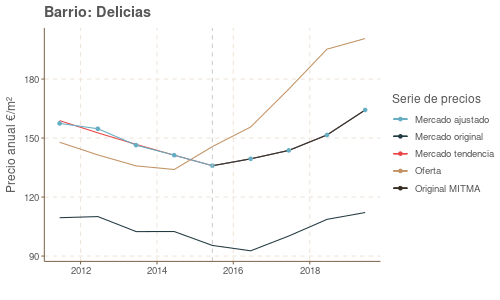 Barrio: Delicias
Precio anual €/m²
180
150
120
90
2012
2014
2016
2018
Serie de precios
Mercado ajustado
Mercado original
Mercado tendencia
Oferta
Original MITMA